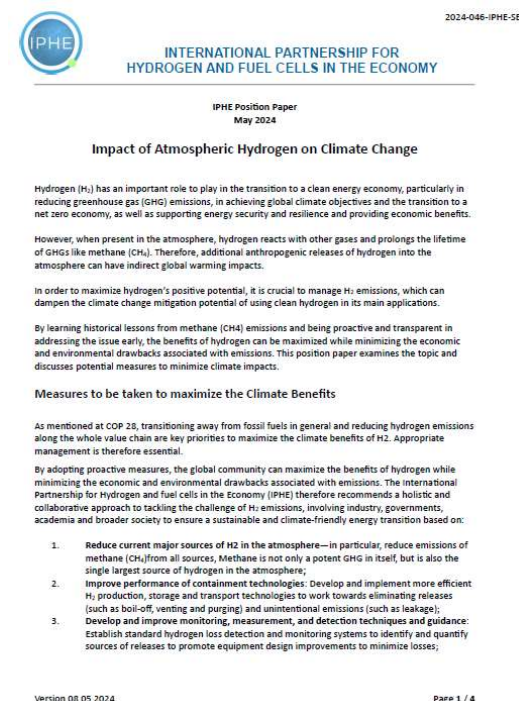 2024-046-IPHE-SE
IPHE
INTERNATIONAL PARTNERSHIP FOR
HYDROGEN AND FUEL CELLS IN THE ECONOMY
IPHE Position Paper
May 2024
Impact of Atmospheric Hydrogen on Climate Change
Hydrogen (H₂) has an important role to play in the transition to a clean energy economy, particularly in
reducing greenhouse gas (GHG) emissions, in achieving global climate objectives and the transition to a
net zero economy, as well as supporting energy security and resilience and providing economic benefits.
However, when present in the atmosphere, hydrogen reacts with other gases and prolongs the lifetime
of GHGs like methane (CH₄). Therefore, additional anthropogenic releases of hydrogen into the
atmosphere can have indirect global warming impacts.
In order to maximize hydrogen's positive potential, it is crucial to manage H₂ emissions, which can
dampen the climate change mitigation potential of using clean hydrogen in its main applications.
By learning historical lessons from methane (CH4) emissions and being proactive and transparent in
addressing the issue early, the benefits of hydrogen can be maximized while minimizing the economic
and environmental drawbacks associated with emissions. This position paper examines the topic and
discusses potential measures to minimize climate impacts.
Measures to be taken to maximize the Climate Benefits
As mentioned at COP 28, transitioning away from fossil fuels in general and reducing hydrogen emissions
along the whole value chain are key priorities to maximize the climate benefits of H2. Appropriate
management is therefore essential.
By adopting proactive measures, the global community can maximize the benefits of hydrogen while
minimizing the economic and environmental drawbacks associated with emissions. The International
Partnership for Hydrogen and fuel cells in the Economy (IPHE) therefore recommends a holistic and
collaborative approach to tackling the challenge of H₂ emissions, involving industry, governments,
academia and broader society to ensure a sustainable and climate-friendly energy transition based on:
1. Reduce current major sources of H2 in the atmosphere—in particular, reduce emissions of
methane (CH₄)from all sources, Methane is not only a potent GHG in itself, but is also the
single largest source of hydrogen in the atmosphere;
2. Improve performance of containment technologies: Develop and implement more efficient
H₂ production, storage and transport technologies to work towards eliminating releases
(such as boil-off, venting and purging) and unintentional emissions (such as leakage);
3. Develop and improve monitoring, measurement, and detection techniques and guidance:
Establish standard hydrogen loss detection and monitoring systems to identify and quantify
sources of releases to promote equipment design improvements to minimize losses;
Version 08.05.2024 Page 1 / 4